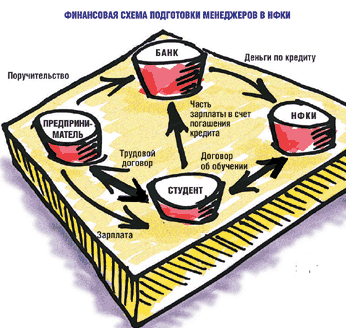 ФИНАНСОВАЯ СХЕМА ПОДГОТОВКИ МЕНЕДЖЕРОВ В НФКИ
БАНК
Деньги по кредиту
Поручительство
Часть
зарплаты в счет
погашения
кредита
НФКИ
ПРЕДПРИНИ-
МАТЕЛЬ
Трудовой
договор
Договор
об обучении
СТУДЕНТ
Зарплата